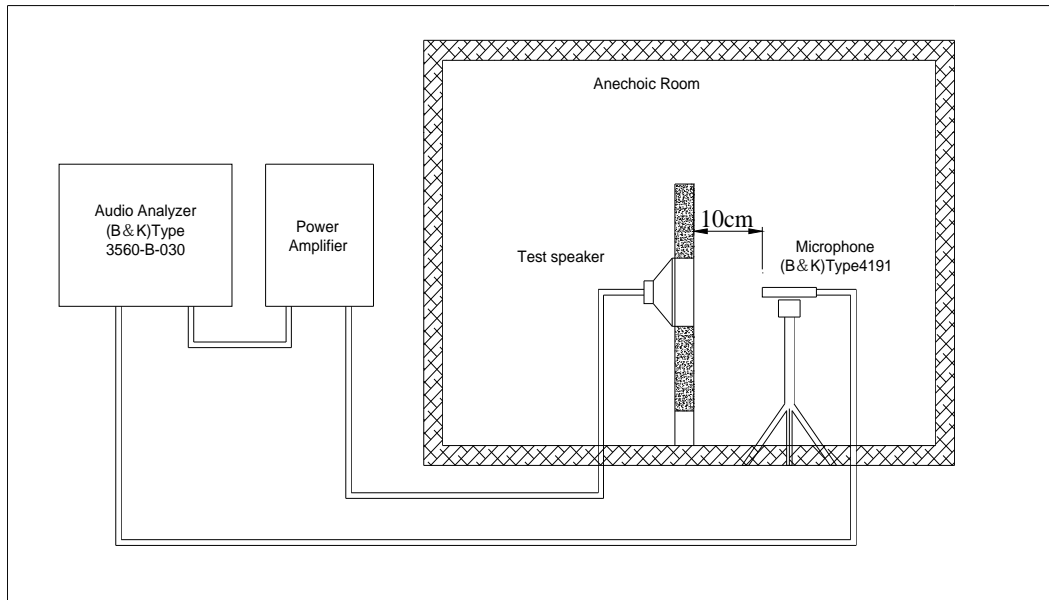 Anechoic Room
Audio Analyzer
(B&K)Type
3560-B-030
Power
Amplifier
Test speaker
10cm
Microphone
(B&K)Type4191